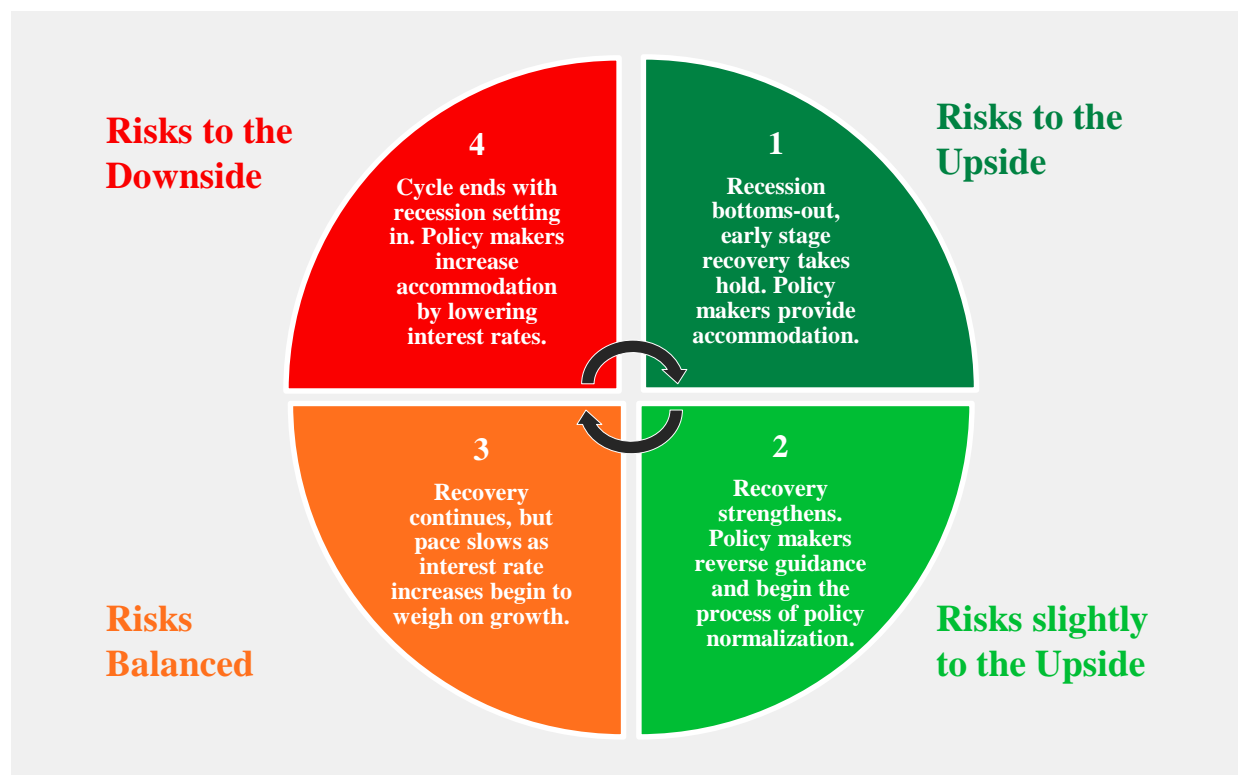 Risks to the
Downside
4
Cycle ends with
recession setting
in. Policy makers
increase
accommodation
by lowering
interest rates.
1
Recession
bottoms-out,
early stage
recovery takes
hold. Policy
makers provide
accommodation.
Risks to the
Upside
Risks
Balanced
3
Recovery
continues, but
pace slows as
interest rate
increases begin to
weigh on growth.
2
Recovery
strengthens.
Policy makers
reverse guidance
and begin the
process of policy
normalization.
Risks slightly
to the Upside